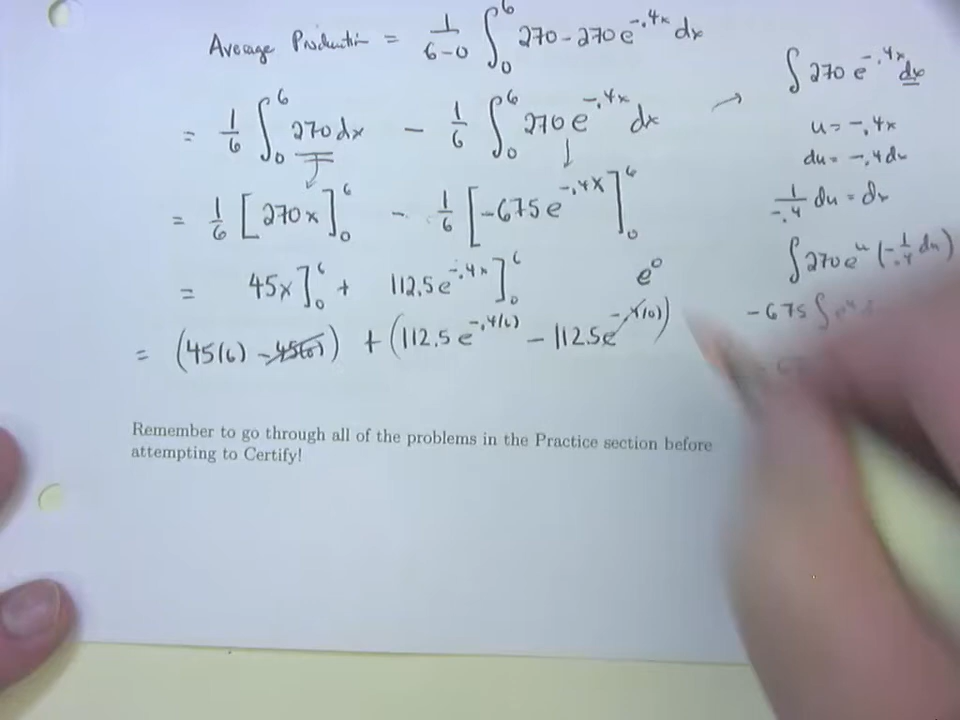 Average Production = 1/(6-0) ∫₀⁶ 270 - 270e^(-.4x) dx
= 1/6 ∫₀⁶ 270 dx - 1/6 ∫₀⁶ 270e^(-.4x) dx
= 1/6 [270x]₀⁶ - 1/6 [-675e^(-.4x)]₀⁶
= 45x]₀⁶ + 112.5e^(-.4x)]₀⁶
e⁰
= (45(6) - 45(0)) + (112.5e^(-.4(6)) - 112.5e^(-.4(0)))
→ ∫ 270 e^(-.4x) dx
u = -.4x
du = -.4dx
1/-.4 du = dx
∫ 270e^u (-1/.4 du)
-675 ∫
Remember to go through all of the problems in the Practice section before
attempting to Certify!